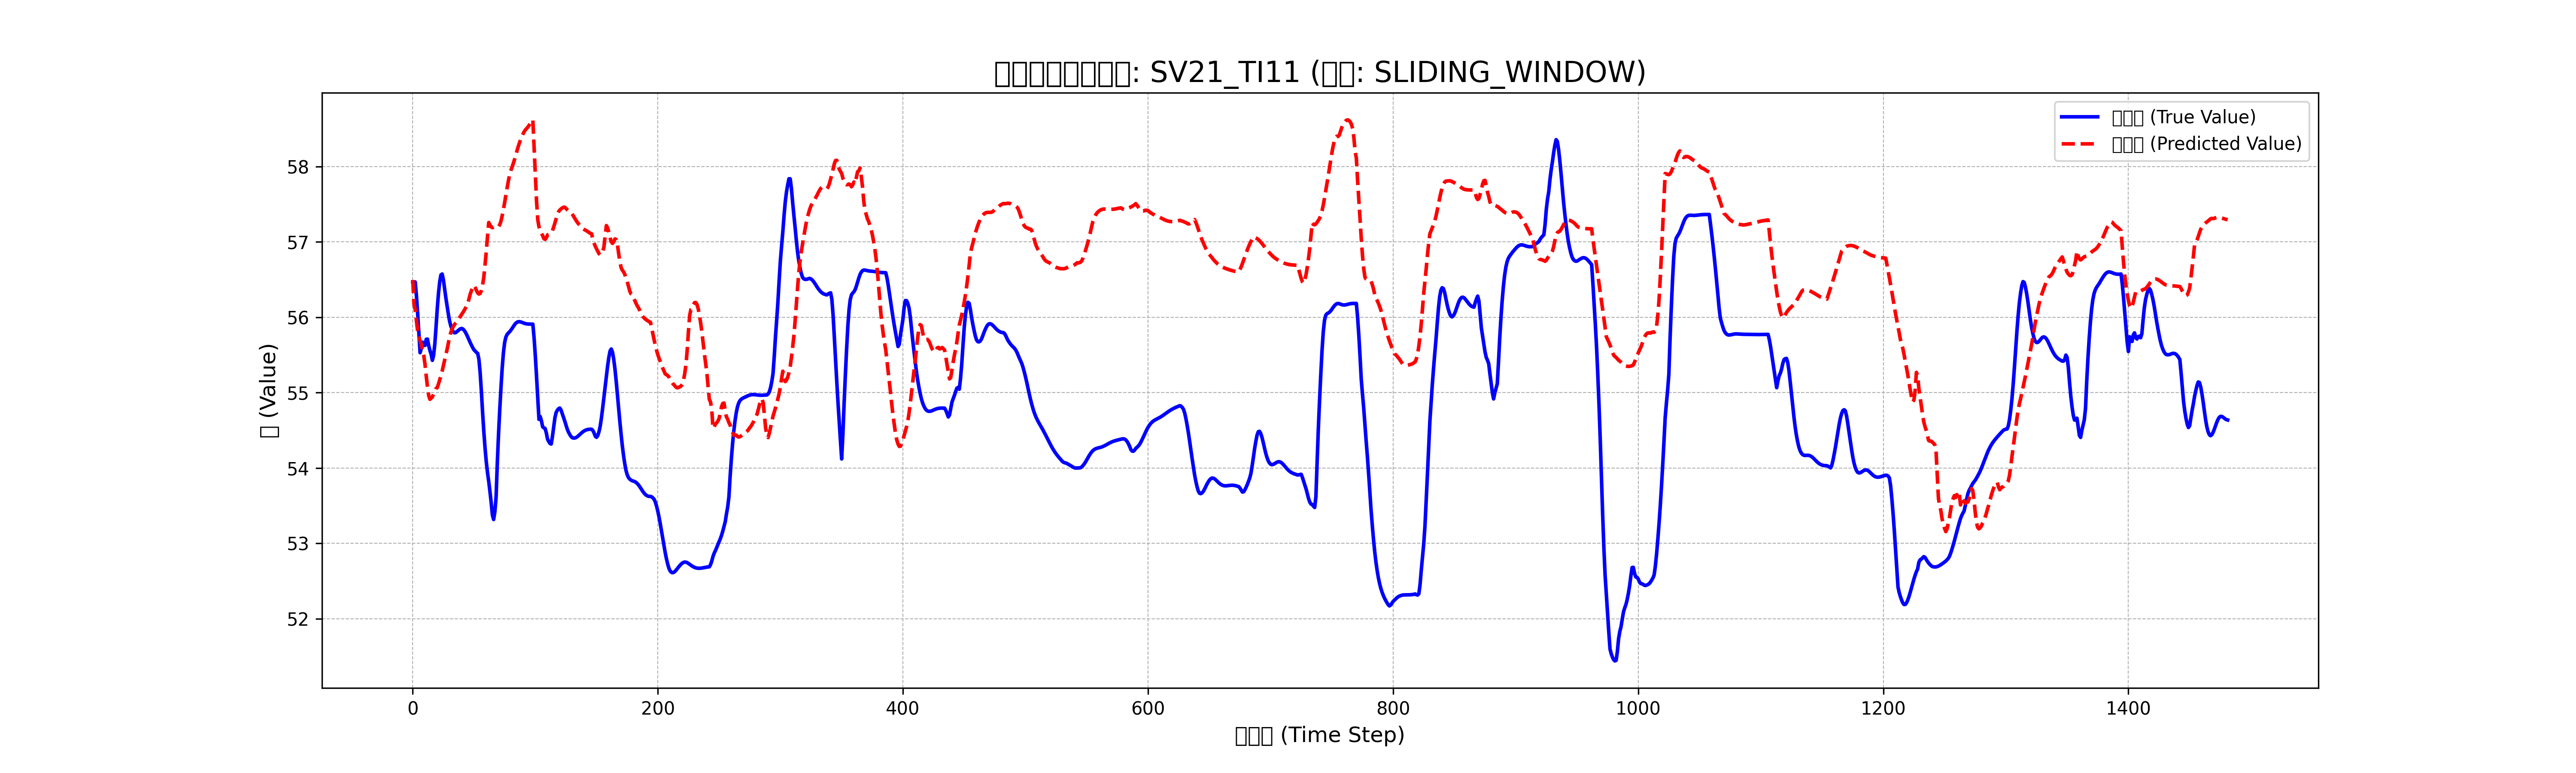 : SV21_TI11 (: SLIDING_WINDOW)
(True Value)
(Predicted Value)
(Value)
58
57
56
55
54
53
52
0 200 400 600 800 1000 1200 1400
(Time Step)